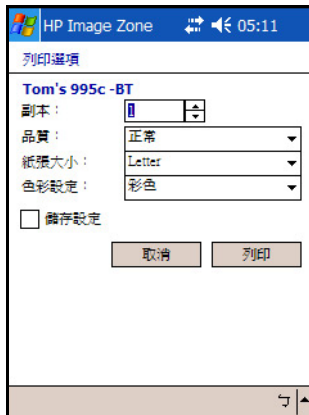 HP Image Zone 05:11
列印選項
Tom's 995c -BT
副本： 1
品質： 正常
紙張大小： Letter
色彩設定： 彩色
儲存設定
取消 列印
ㄅ